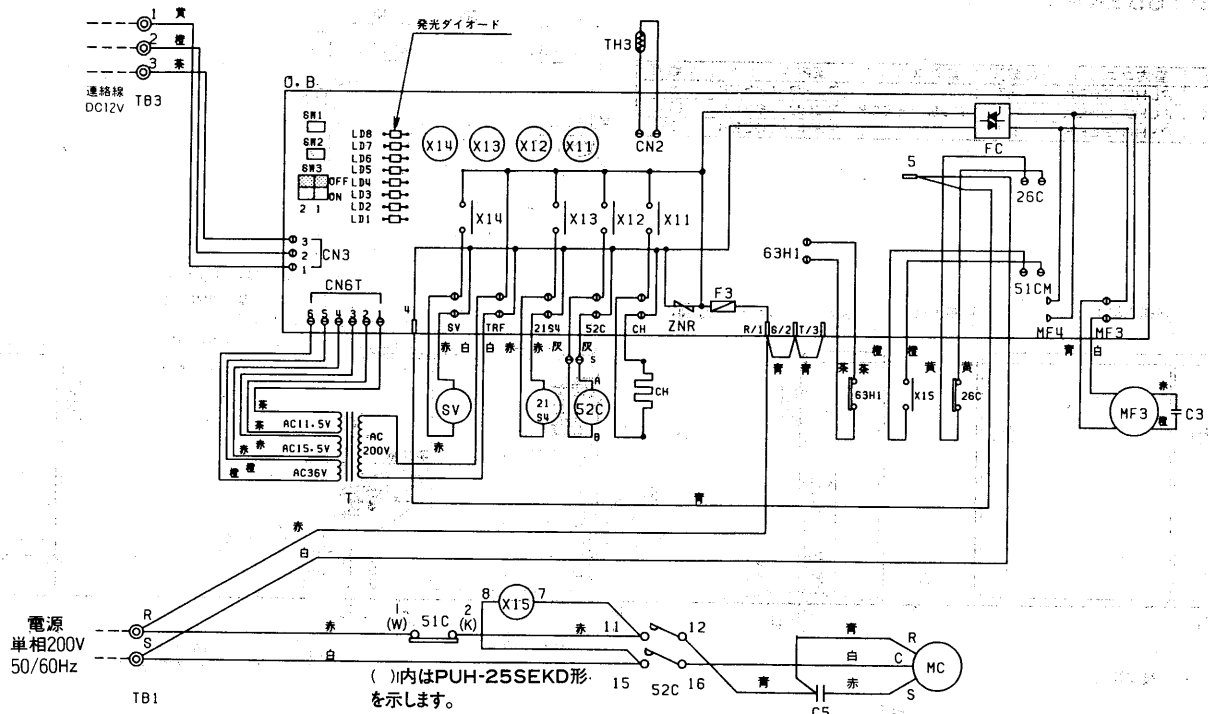 1 黄
2 橙
3 茶
連絡線
DC12V
TB3
発光ダイオード
TH3
O.B
SW1
SW2
SW3
OFF
ON
2 1
LD8
LD7
LD6
LD5
LD4
LD3
LD2
LD1
X14 X13 X12 X11
CN2
FC
5
26C
X14 X13 X12 X11
3
2
1
CN3
CN6T
6 5 4 3 2 1
4
63H1
51CM
F3
ZNR
MF4 MF3
SV TRF 21S4 52C CH
R/1 S/2 T/3
赤 白 白 赤 赤 灰 灰
青 青
茶 茶 橙 橙 黄 黄
青 白
S
A
B
SV
21
S4
52C
CH
63H1
X15
26C
MF3
赤
橙
C3
茶
茶
赤 赤
橙 橙
AC11.5V
AC15.5V
AC36V
AC
200V
T
赤
青
赤
白
電源
単相200V
50/60Hz
R
S
TB1
赤
白
1
(W)
51C
2
(K)
8 X15 7
赤
11 12
15 52C 16
( )内はPUH-25SEKD形
を示します。
青
青 R
白 C
赤 S
MC
C5